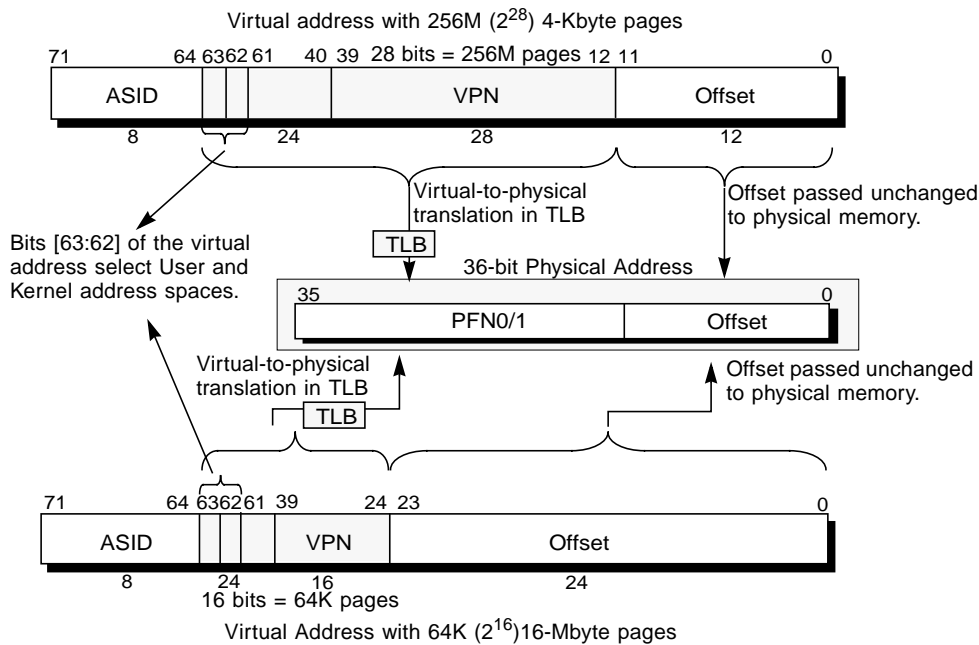 Virtual address with 256M (2^28) 4-Kbyte pages
71 64 63 62 61 40 39 28 bits = 256M pages 12 11 0
ASID VPN Offset
8 24 28 12
Virtual-to-physical
translation in TLB
Offset passed unchanged
to physical memory.
TLB
Bits [63:62] of the virtual
address select User and
Kernel address spaces.
36-bit Physical Address
35 0
PFN0/1 Offset
Virtual-to-physical
translation in TLB
Offset passed unchanged
to physical memory.
TLB
71 64 63 62 61 39 24 23 0
ASID VPN Offset
8 24 16 24
16 bits = 64K pages
Virtual Address with 64K (2^16)16-Mbyte pages